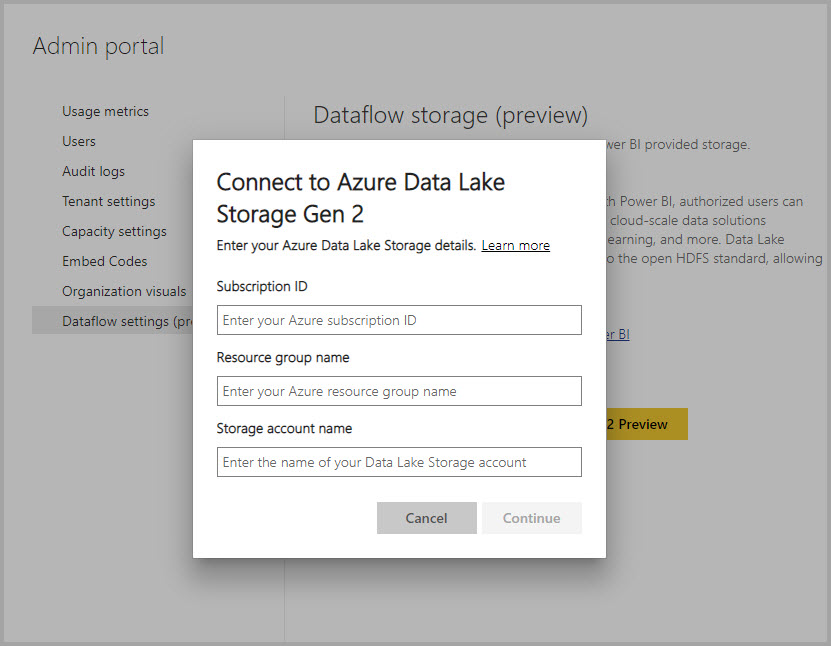 Admin portal
Usage metrics
Users
Audit logs
Tenant settings
Capacity settings
Embed Codes
Organization visuals
Dataflow settings
Dataflow storage (preview)
BI provided storage.
Power BI, authorized users can
cloud-scale data solutions
and more. Data Lake
the open HDFS standard, allowing
BI
2 Preview
Connect to Azure Data Lake
Storage Gen 2
Enter your Azure Data Lake Storage details. Learn more
Subscription ID
Enter your Azure subscription ID
Resource group name
Enter your Azure resource group name
Storage account name
Enter the name of your Data Lake Storage account
Cancel Continue